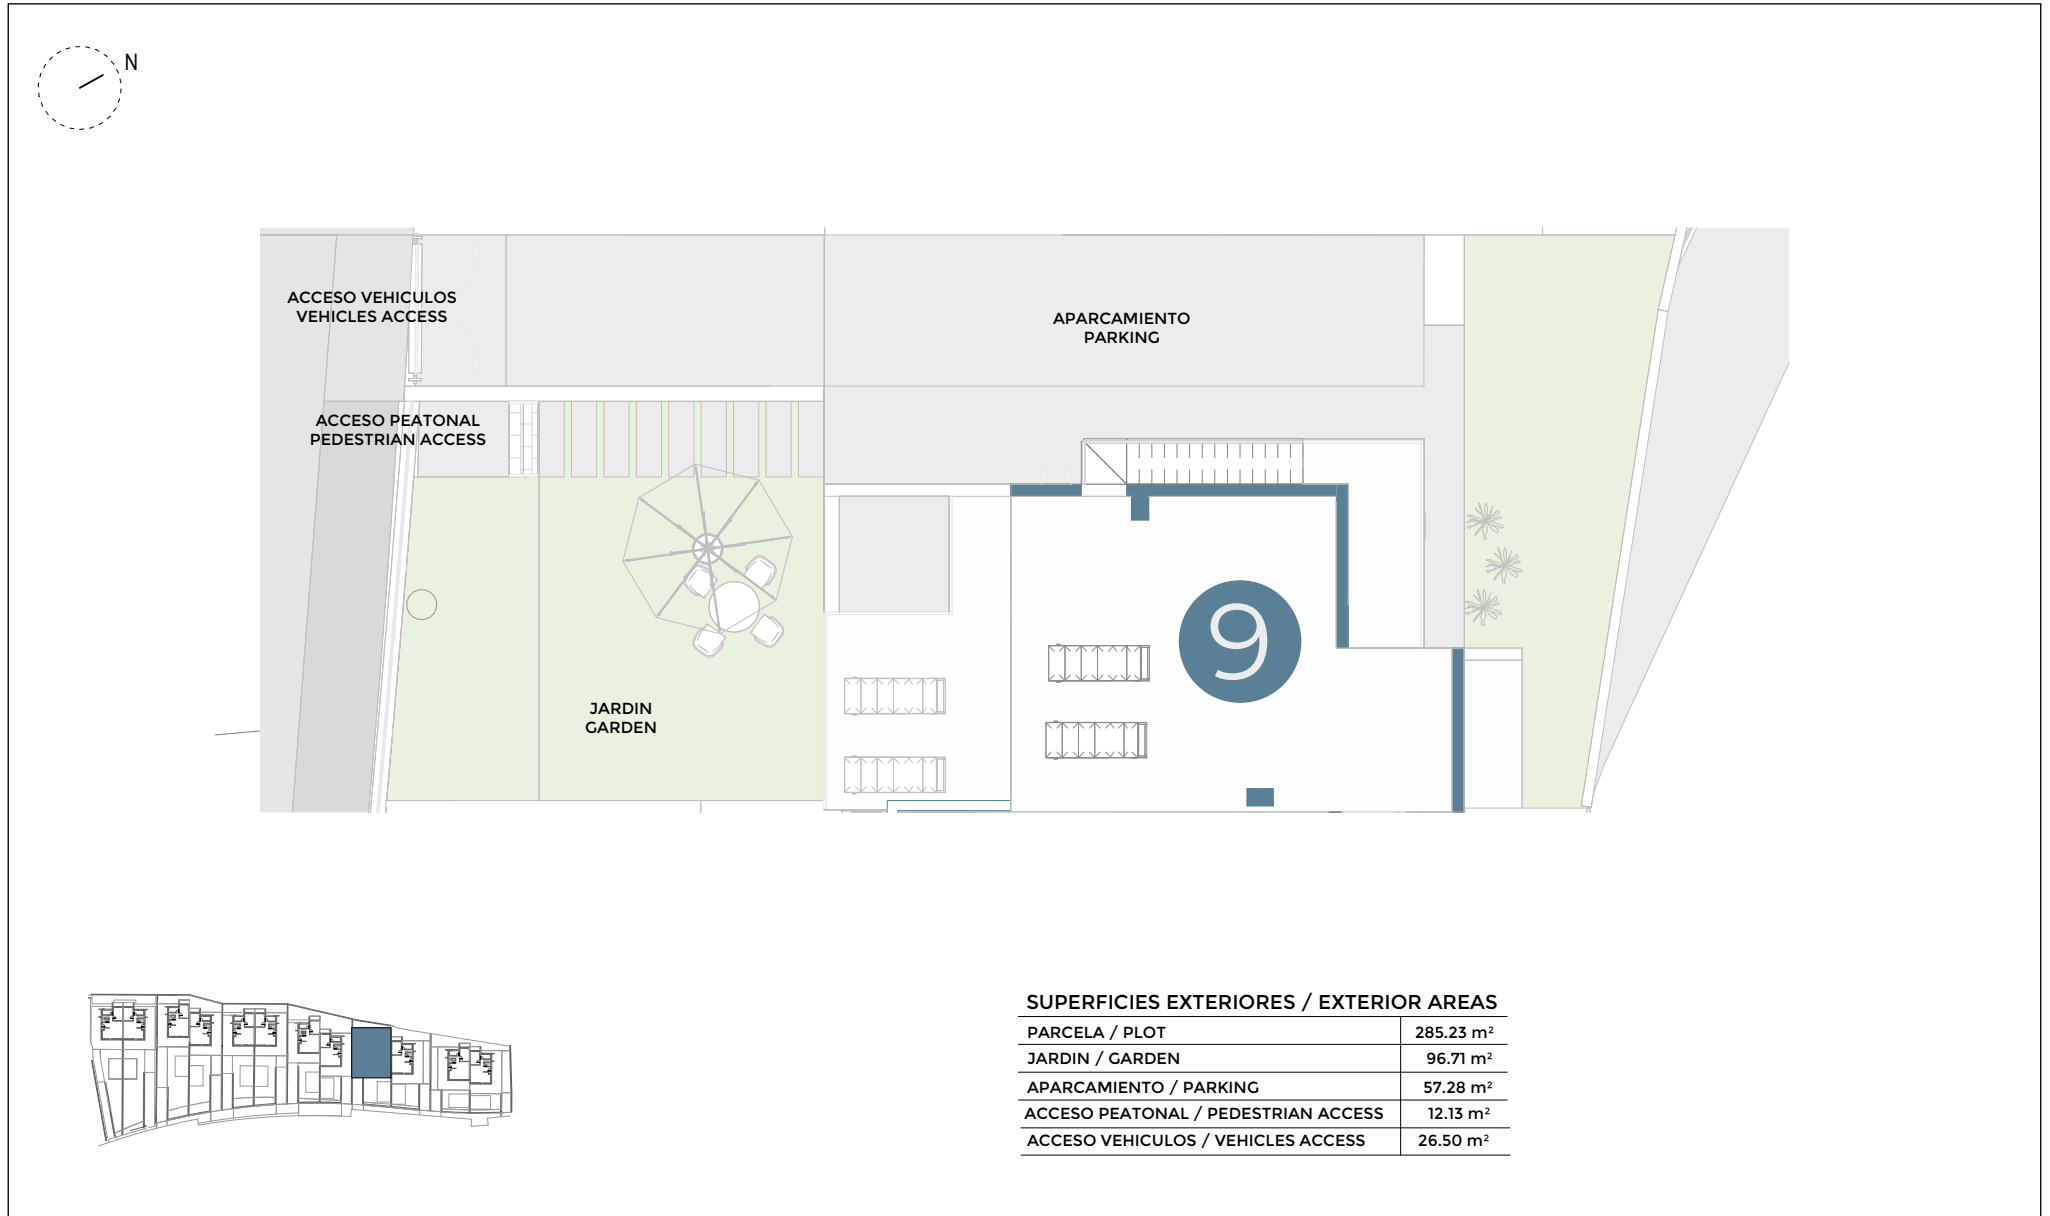 N
ACCESO VEHICULOS
VEHICLES ACCESS
APARCAMIENTO
PARKING
ACCESO PEATONAL
PEDESTRIAN ACCESS
9
JARDIN
GARDEN
SUPERFICIES EXTERIORES / EXTERIOR AREAS
PARCELA / PLOT 285.23 m²
JARDIN / GARDEN 96.71 m²
APARCAMIENTO / PARKING 57.28 m²
ACCESO PEATONAL / PEDESTRIAN ACCESS 12.13 m²
ACCESO VEHICULOS / VEHICLES ACCESS 26.50 m²